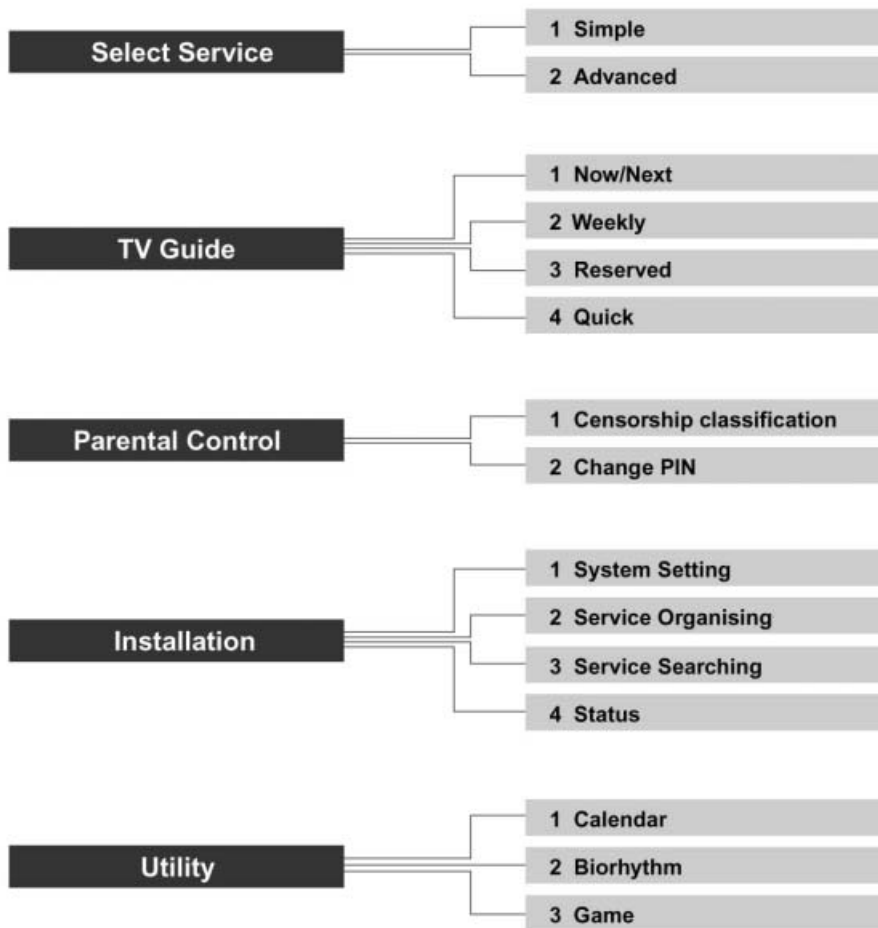 Select Service
1 Simple
2 Advanced
TV Guide
1 Now/Next
2 Weekly
3 Reserved
4 Quick
Parental Control
1 Censorship classification
2 Change PIN
Installation
1 System Setting
2 Service Organising
3 Service Searching
4 Status
Utility
1 Calendar
2 Biorhythm
3 Game